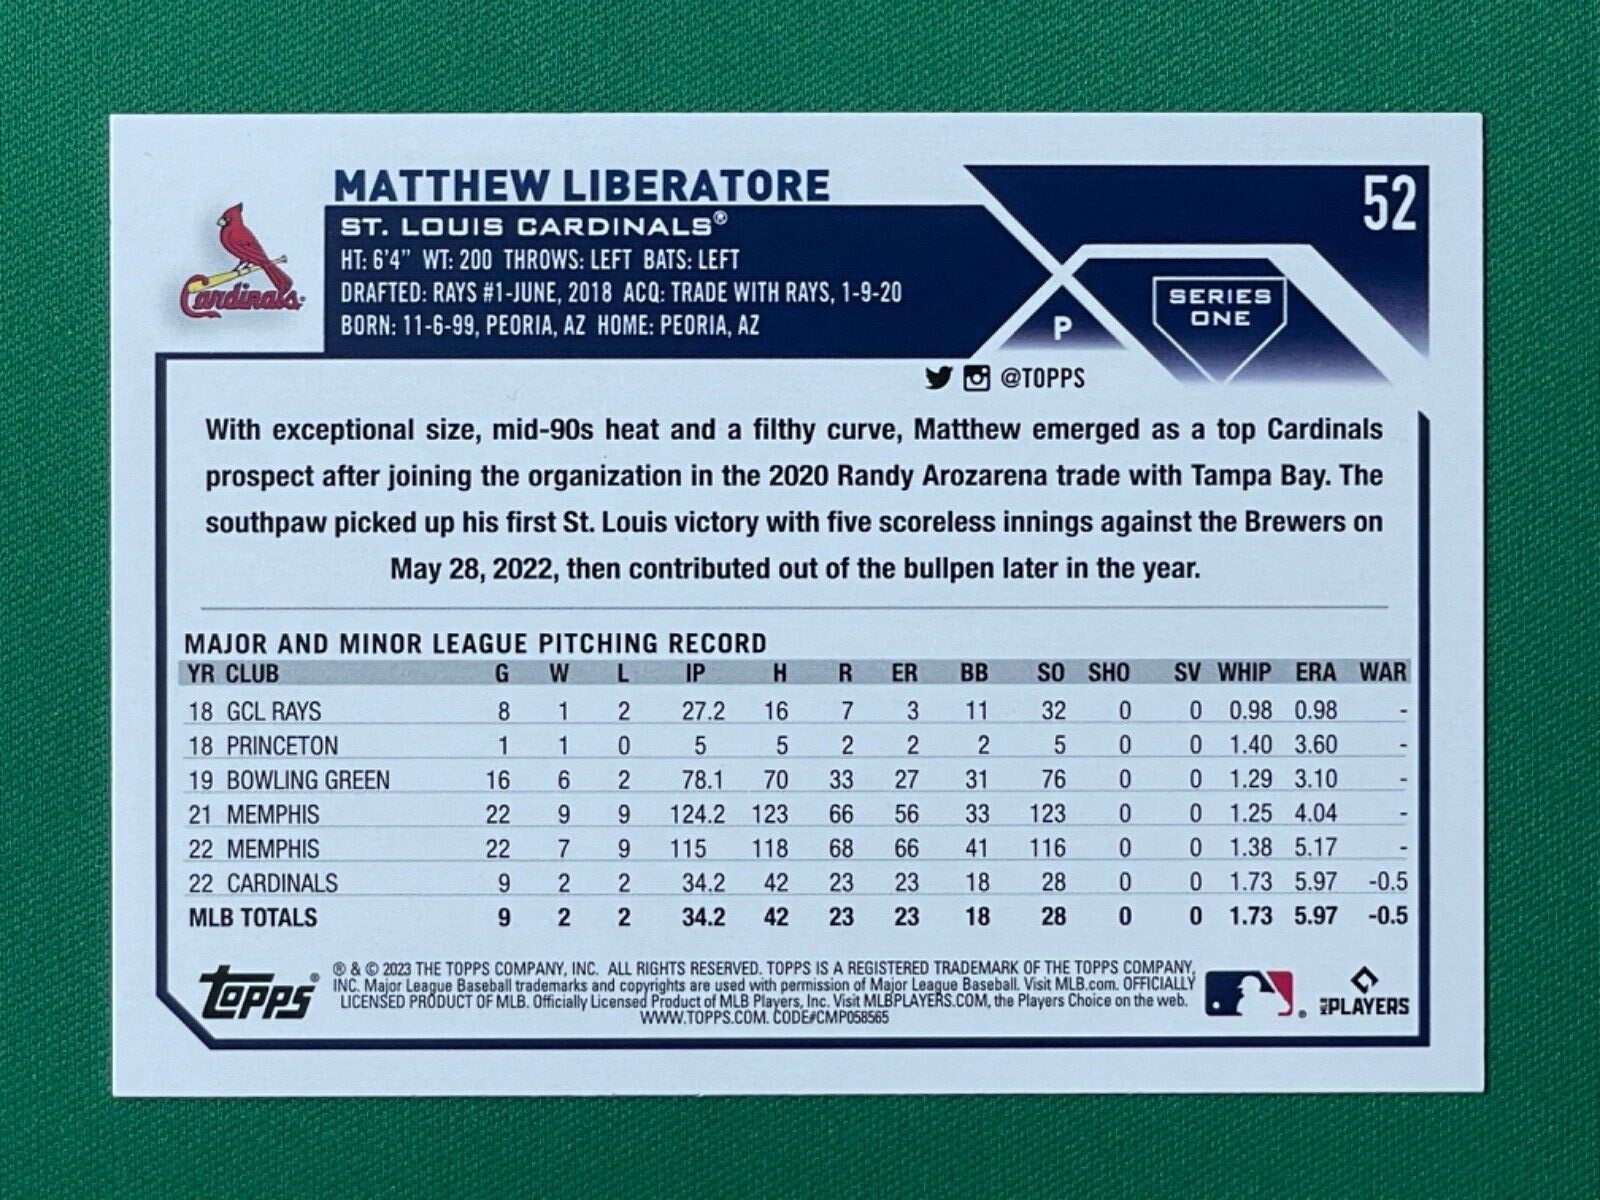 MATTHEW LIBERATORE
52
ST. LOUIS CARDINALS®
HT: 6'4" WT: 200 THROWS: LEFT BATS: LEFT
DRAFTED: RAYS #1-JUNE, 2018 ACQ: TRADE WITH RAYS, 1-9-20
BORN: 11-6-99, PEORIA, AZ HOME: PEORIA, AZ
Cardinals
P
SERIES
ONE
@TOPPS
With exceptional size, mid-90s heat and a filthy curve, Matthew emerged as a top Cardinals
prospect after joining the organization in the 2020 Randy Arozarena trade with Tampa Bay. The
southpaw picked up his first St. Louis victory with five scoreless innings against the Brewers on
May 28, 2022, then contributed out of the bullpen later in the year.
MAJOR AND MINOR LEAGUE PITCHING RECORD
YR CLUB G W L IP H R ER BB SO SHO SV WHIP ERA WAR
18 GCL RAYS 8 1 2 27.2 16 7 3 11 32 0 0 0.98 0.98 -
18 PRINCETON 1 1 0 5 5 2 2 2 5 0 0 1.40 3.60 -
19 BOWLING GREEN 16 6 2 78.1 70 33 27 31 76 0 0 1.29 3.10 -
21 MEMPHIS 22 9 9 124.2 123 66 56 33 123 0 0 1.25 4.04 -
22 MEMPHIS 22 7 9 115 118 68 66 41 116 0 0 1.38 5.17 -
22 CARDINALS 9 2 2 34.2 42 23 23 18 28 0 0 1.73 5.97 -0.5
MLB TOTALS 9 2 2 34.2 42 23 23 18 28 0 0 1.73 5.97 -0.5
topps®
® & © 2023 THE TOPPS COMPANY, INC. ALL RIGHTS RESERVED. TOPPS IS A REGISTERED TRADEMARK OF THE TOPPS COMPANY,
INC. Major League Baseball trademarks and copyrights are used with permission of Major League Baseball. Visit MLB.com. OFFICIALLY
LICENSED PRODUCT OF MLB. Officially Licensed Product of MLB Players, Inc. Visit MLBPLAYERS.COM, the Players Choice on the web.
WWW.TOPPS.COM. CODE#CMP058565
MLB PLAYERS